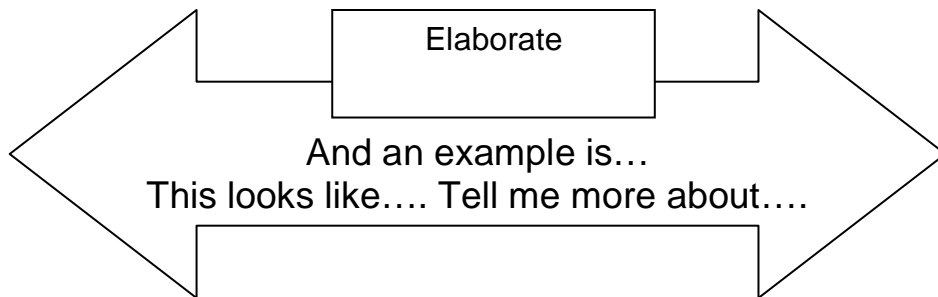 Elaborate
And an example is…
This looks like…. Tell me more about….